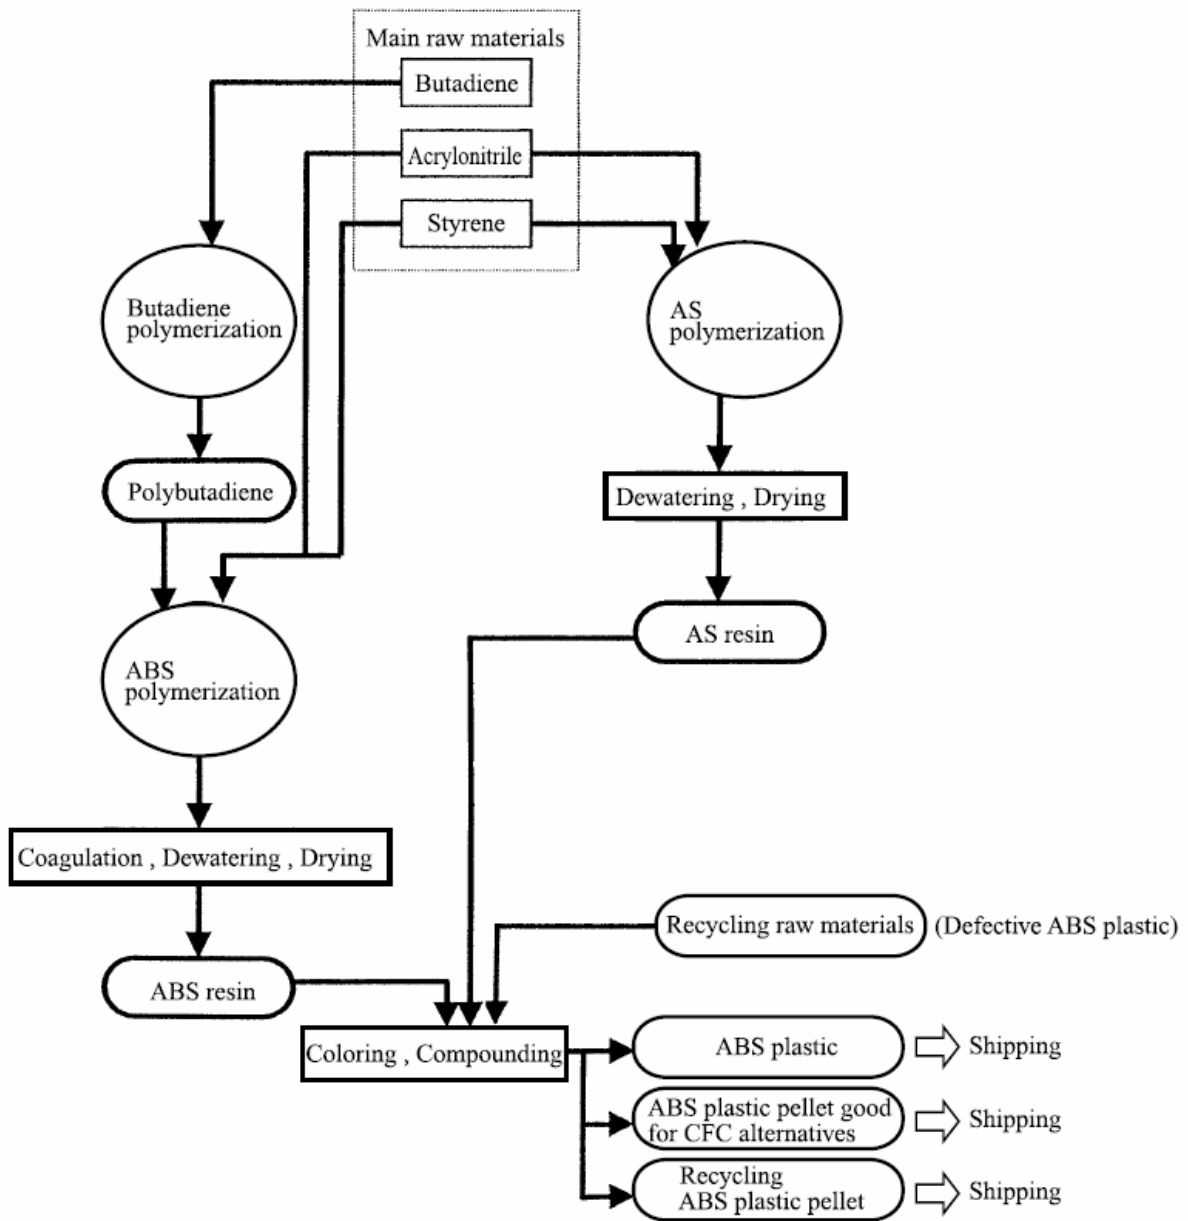 Main raw materials
Butadiene
Acrylonitrile
Styrene
Butadiene
polymerization
AS
polymerization
Polybutadiene
Dewatering , Drying
AS resin
ABS
polymerization
Coagulation , Dewatering , Drying
Recycling raw materials (Defective ABS plastic)
ABS resin
Coloring , Compounding
ABS plastic
Shipping
ABS plastic pellet good
for CFC alternatives
Shipping
Recycling
ABS plastic pellet
Shipping